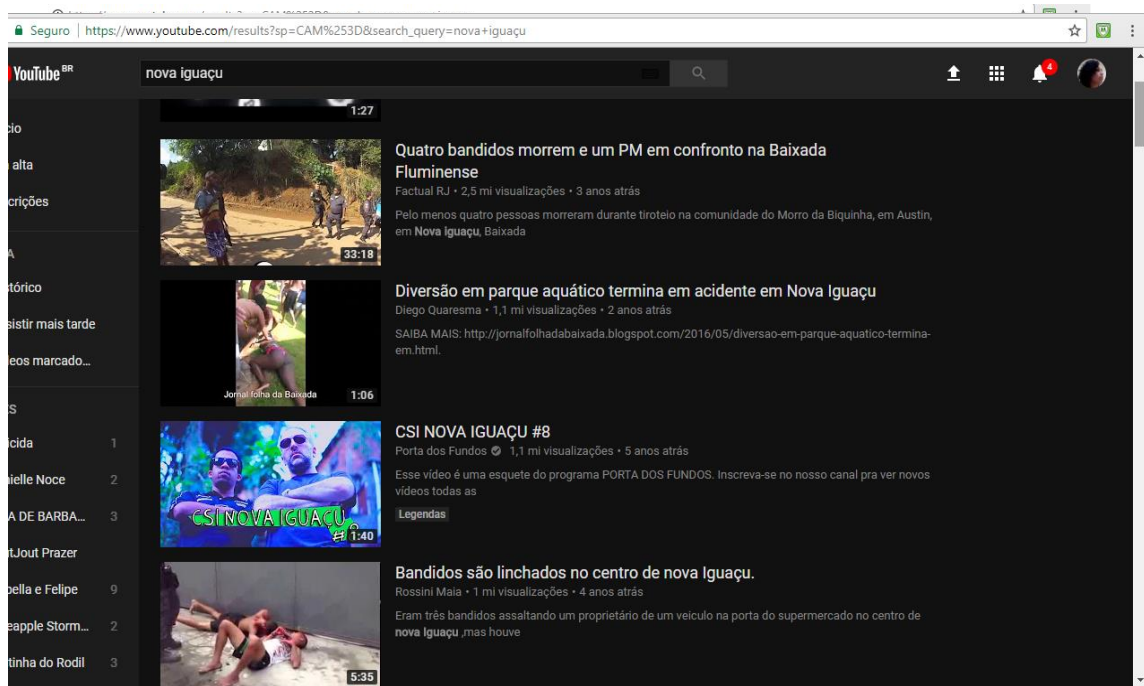 Seguro | https://www.youtube.com/results?sp=CAM%253D&search_query=nova+iguaçu
YouTube BR
nova iguaçu
4
cio
alta
crições
A
tórico
sistir mais tarde
eos marcado...
S
icida 1
nielle Noce 2
A DE BARBA... 3
tJout Prazer
bella e Felipe 9
eapple Storm... 2
tinha do Rodil 3
1:27
33:18
Quatro bandidos morrem e um PM em confronto na Baixada
Fluminense
Factual RJ • 2,5 mi visualizações • 3 anos atrás
Pelo menos quatro pessoas morreram durante tiroteio na comunidade do Morro da Biquinha, em Austin,
em Nova iguaçu, Baixada
Jornal folha da Baixada 1:06
Diversão em parque aquático termina em acidente em Nova Iguaçu
Diego Quaresma • 1,1 mi visualizações • 2 anos atrás
SAIBA MAIS: http://jornalfolhadabaixada.blogspot.com/2016/05/diversao-em-parque-aquatico-termina-
em.html.
CSI NOVA IGUAÇU
1:40
CSI NOVA IGUAÇU #8
Porta dos Fundos 1,1 mi visualizações • 5 anos atrás
Esse vídeo é uma esquete do programa PORTA DOS FUNDOS. Inscreva-se no nosso canal pra ver novos
vídeos todas as
Legendas
5:35
Bandidos são linchados no centro de nova Iguaçu.
Rossini Maia • 1 mi visualizações • 4 anos atrás
Eram três bandidos assaltando um proprietário de um veiculo na porta do supermercado no centro de
nova Iguaçu ,mas houve